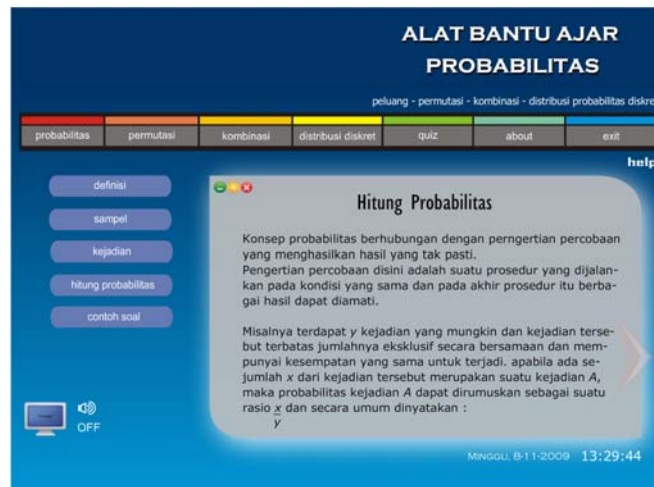 ALAT BANTU AJAR
PROBABILITAS
peluang - permutasi - kombinasi - distribusi probabilitas diskre
probabilitas permutasi kombinasi distribusi diskret quiz about exit
help
definisi
sampel
kejadian
hitung probabilitas
contoh soal
Hitung Probabilitas
Konsep probabilitas berhubungan dengan perngertian percobaan
yang menghasilkan hasil yang tak pasti.
Pengertian percobaan disini adalah suatu prosedur yang dijalan-
kan pada kondisi yang sama dan pada akhir prosedur itu berba-
gai hasil dapat diamati.
Misalnya terdapat y kejadian yang mungkin dan kejadian terse-
but terbatas jumlahnya eksklusif secara bersamaan dan mem-
punyai kesempatan yang sama untuk terjadi. apabila ada se-
jumlah x dari kejadian tersebut merupakan suatu kejadian A,
maka probabilitas kejadian A dapat dirumuskan sebagai suatu
rasio x dan secara umum dinyatakan :
y
OFF
MINGGU, 8-11-2009 13:29:44